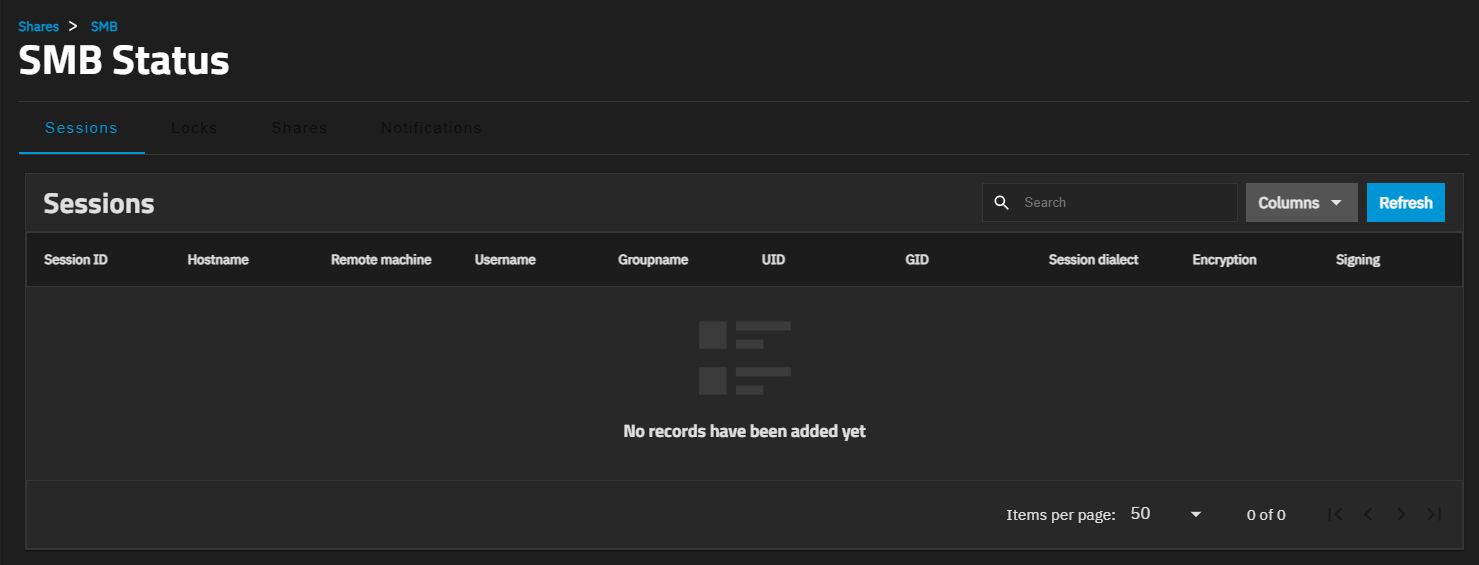 Shares > SMB
SMB Status
Sessions Locks Shares Notifications
Sessions Search Columns Refresh
Session ID Hostname Remote machine Username Groupname UID GID Session dialect Encryption Signing
No records have been added yet
Items per page: 50 0 of 0